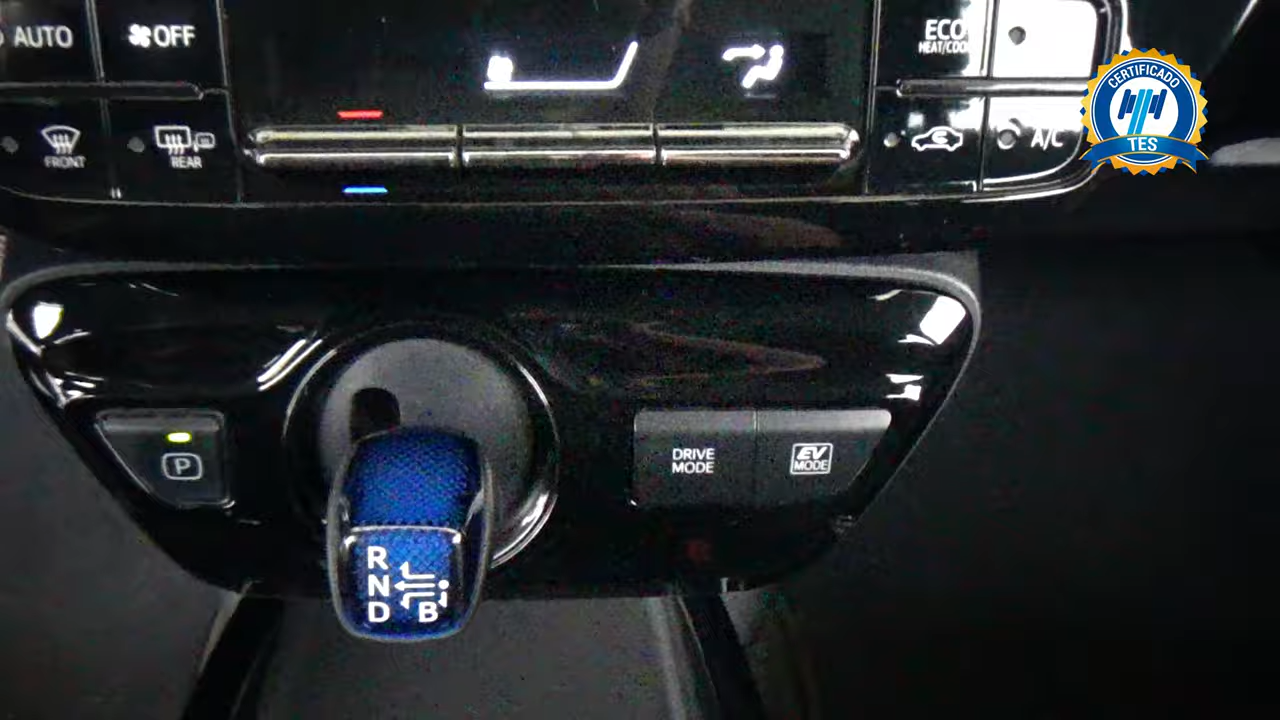 AUTO
OFF
ECO
HEAT/COOL
FRONT
REAR
A/C
CERTIFICADO
TES
P
DRIVE
MODE
EV
MODE
R
N
D
B